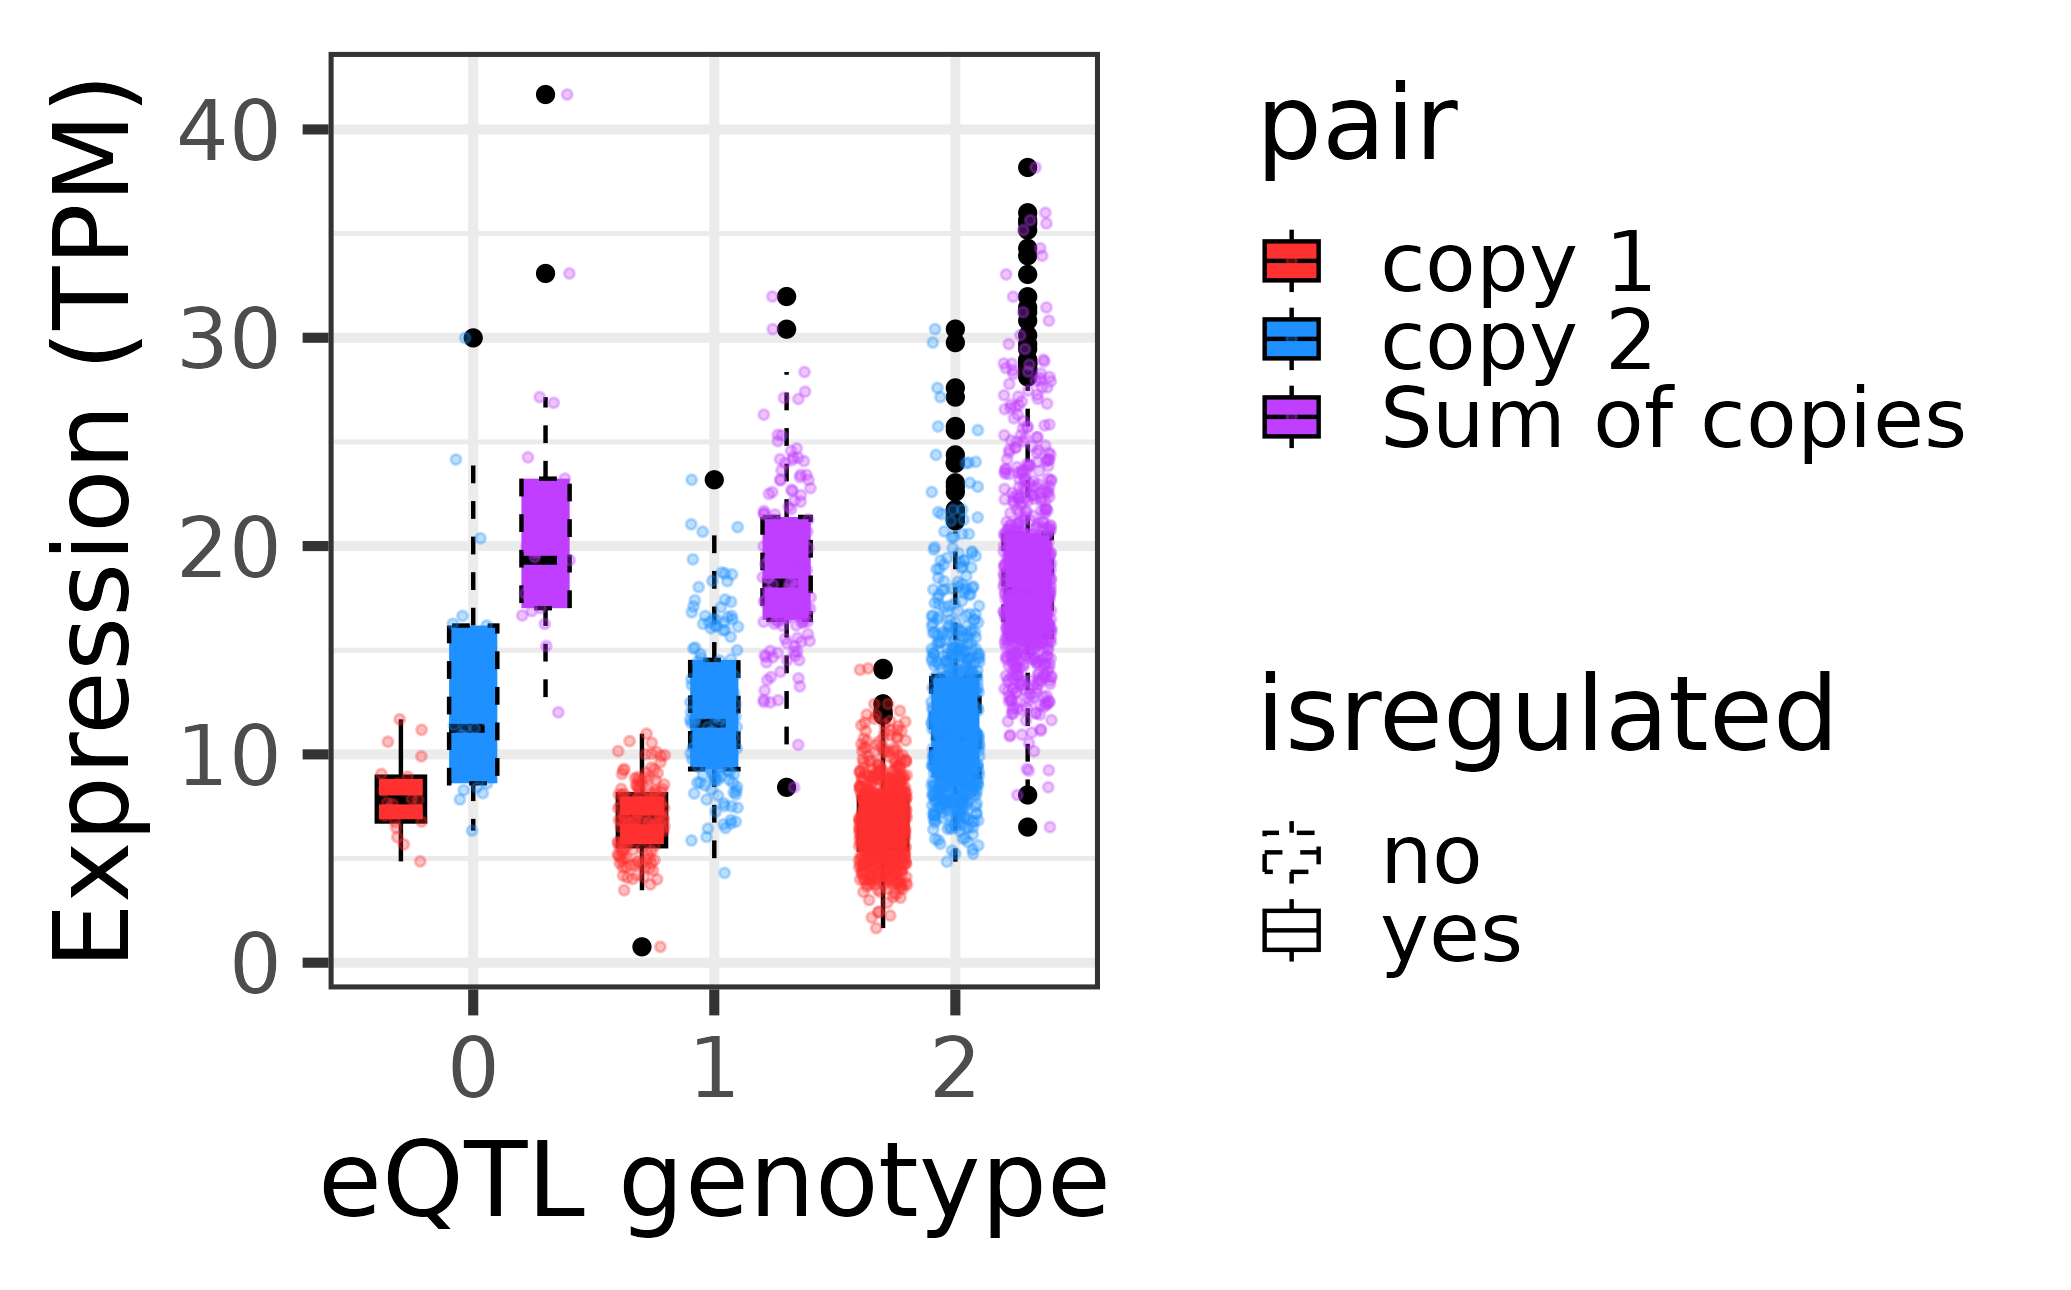 Expression (TPM)
40
30
20
10
0
0 1 2
eQTL genotype
pair
copy 1
copy 2
Sum of copies
isregulated
no
yes